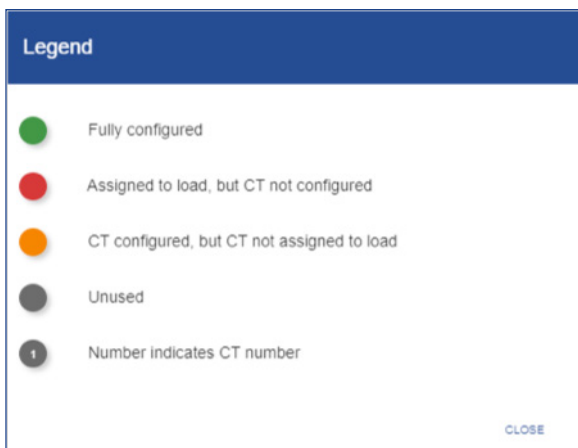 Legend
Fully configured
Assigned to load, but CT not configured
CT configured, but CT not assigned to load
Unused
1 Number indicates CT number
CLOSE